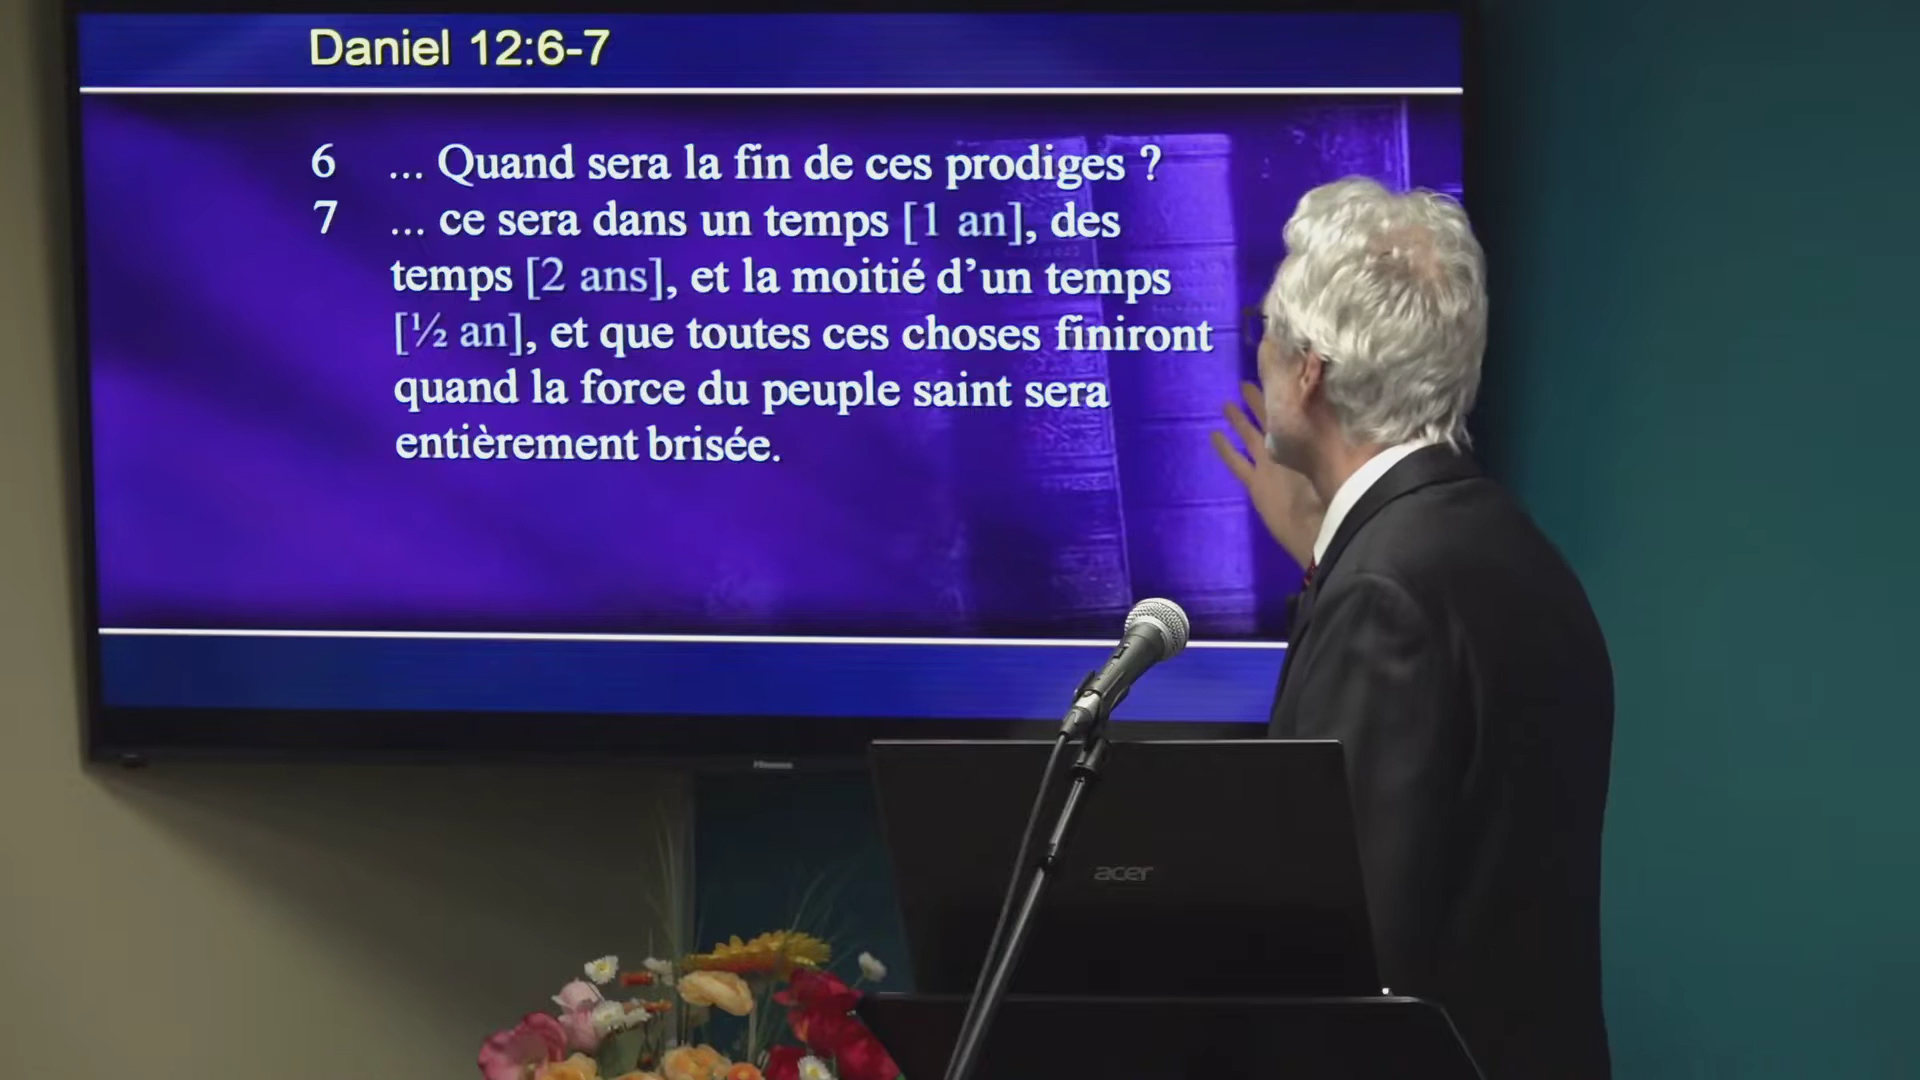 Daniel 12:6-7
6 ... Quand sera la fin de ces prodiges ?
7 ... ce sera dans un temps [1 an], des
temps [2 ans], et la moitié d’un temps
[½ an], et que toutes ces choses finiront
quand la force du peuple saint sera
entièrement brisée.
Hisense
acer